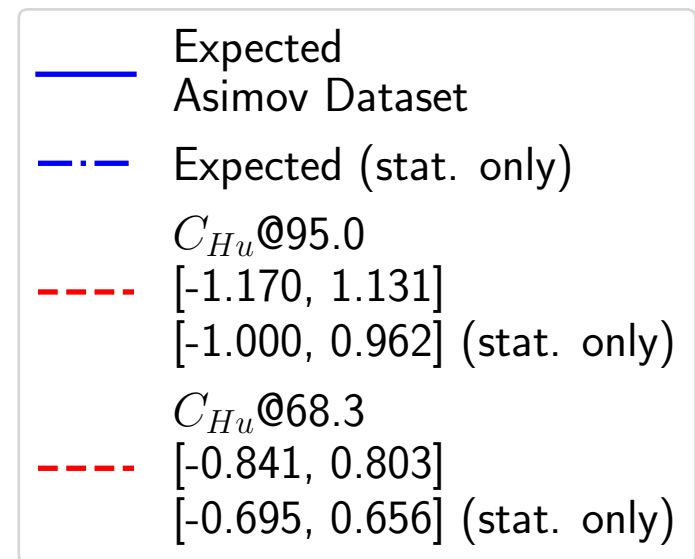 Expected
Asimov Dataset
Expected (stat. only)
$C_{Hu}$@95.0
[-1.170, 1.131]
[-1.000, 0.962] (stat. only)
$C_{Hu}$@68.3
[-0.841, 0.803]
[-0.695, 0.656] (stat. only)